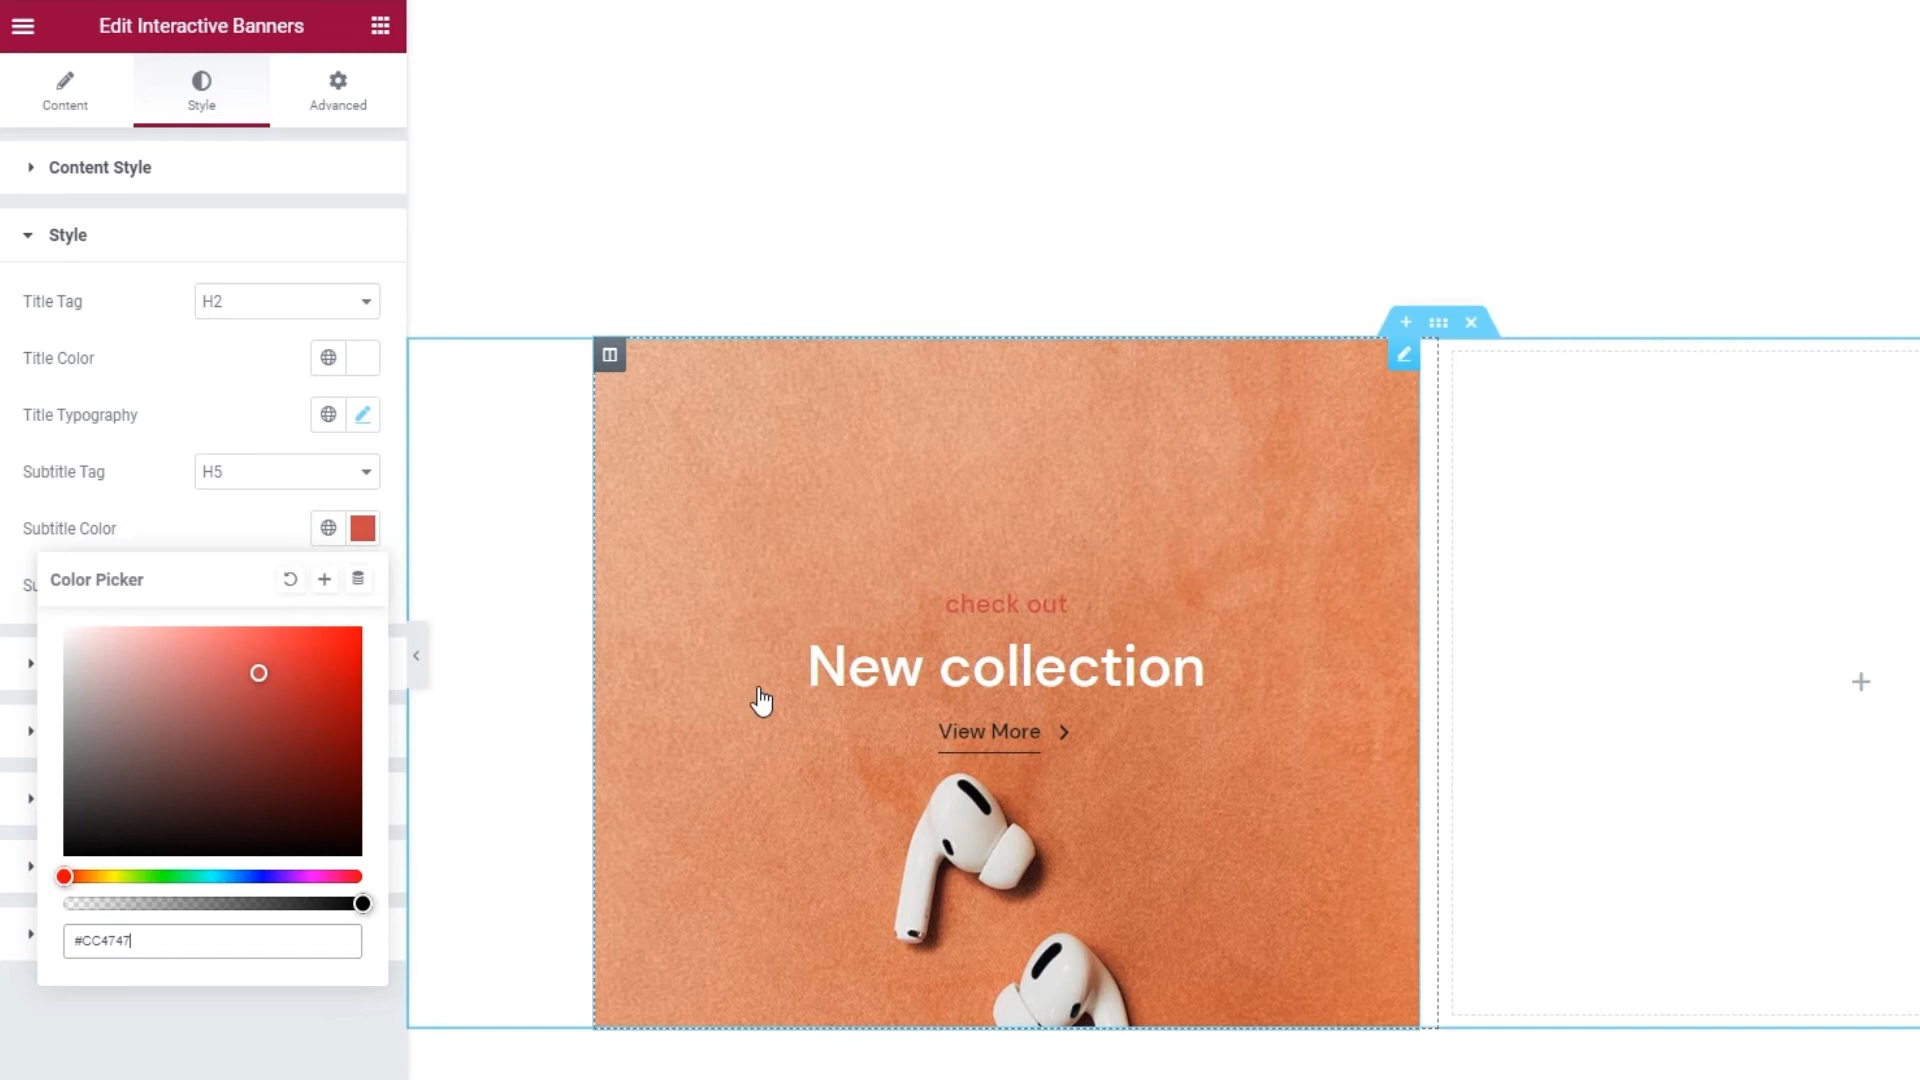 Edit Interactive Banners
Content
Style
Advanced
Content Style
Style
Title Tag
H2
Title Color
Title Typography
Subtitle Tag
H5
Subtitle Color
Su
Color Picker
#CC4747
check out
New collection
View More